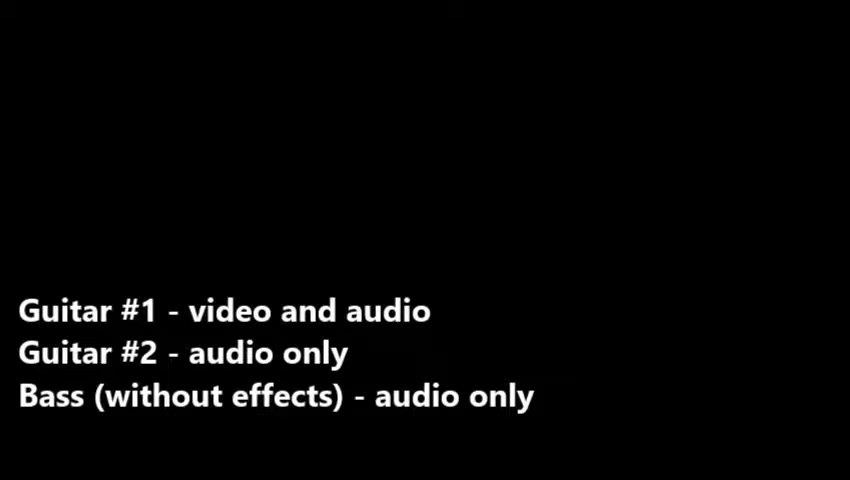 Guitar #1 - video and audio
Guitar #2 - audio only
Bass (without effects) - audio only